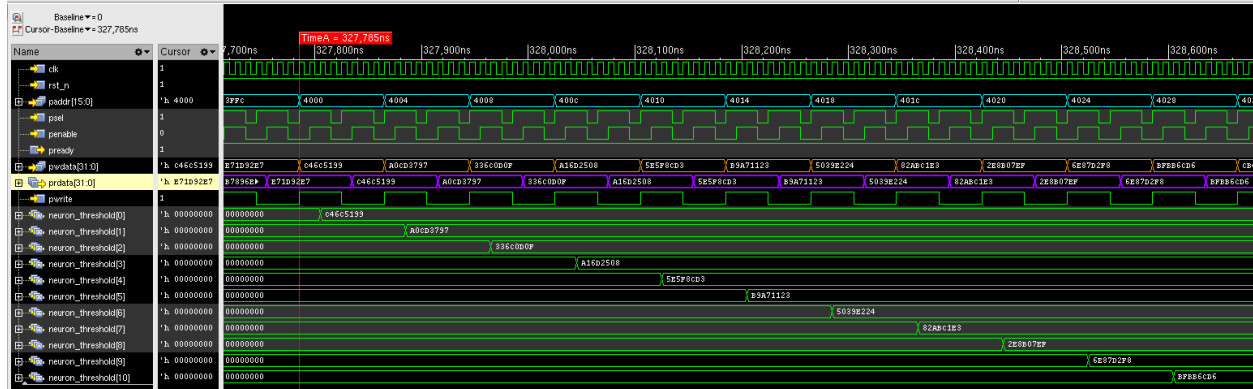 Baseline▼= 0
Cursor-Baseline▼= 327,785ns
TimeA = 327,785ns
Name Cursor 7,700ns 327,800ns 327,900ns 328,000ns 328,100ns 328,200ns 328,300ns 328,400ns 328,500ns 328,600ns
clk 1
rst_n 1
paddr[15:0] 'h 4000 3FFC 4000 4004 4008 400c 4010 4014 4018 401c 4020 4024 4028 40
psel 1
penable 0
pready 1
pwdata[31:0] 'h c46c5199 E71D92E7 c46c5199 A0CD3797 336C0D0F A16D2508 5E5F8CD3 B9A71123 5039E224 82ABC1E3 2E8B07EF 6E87D2F8 BFBB6CD6 CB
prdata[31:0] 'h E71D92E7 B7896E E71D92E7 c46c5199 A0CD3797 336C0D0F A16D2508 5E5F8CD3 B9A71123 5039E224 82ABC1E3 2E8B07EF 6E87D2F8 BFBB6CD6
pwrite 1
neuron_threshold[0] 'h 00000000 00000000 c46c5199
neuron_threshold[1] 'h 00000000 00000000 A0CD3797
neuron_threshold[2] 'h 00000000 00000000 336C0D0F
neuron_threshold[3] 'h 00000000 00000000 A16D2508
neuron_threshold[4] 'h 00000000 00000000 5E5F8CD3
neuron_threshold[5] 'h 00000000 00000000 B9A71123
neuron_threshold[6] 'h 00000000 00000000 5039E224
neuron_threshold[7] 'h 00000000 00000000 82ABC1E3
neuron_threshold[8] 'h 00000000 00000000 2E8B07EF
neuron_threshold[9] 'h 00000000 00000000 6E87D2F8
neuron_threshold[10] 'h 00000000 00000000 BFBB6CD6